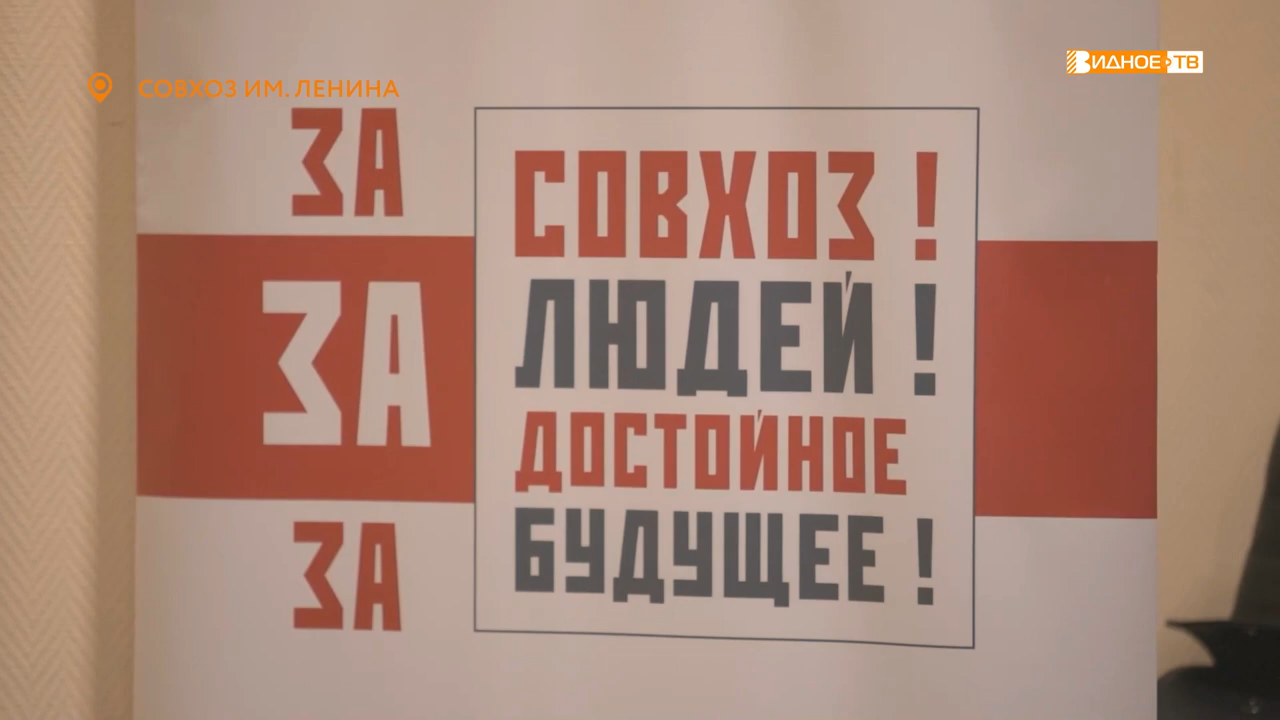 СОВХОЗ ИМ. ЛЕНИНА
ВИДНОЕ ТВ
ЗА СОВХОЗ !
ЗА ЛЮДЕЙ !
ЗА ДОСТОЙНОЕ
БУДУЩЕЕ !